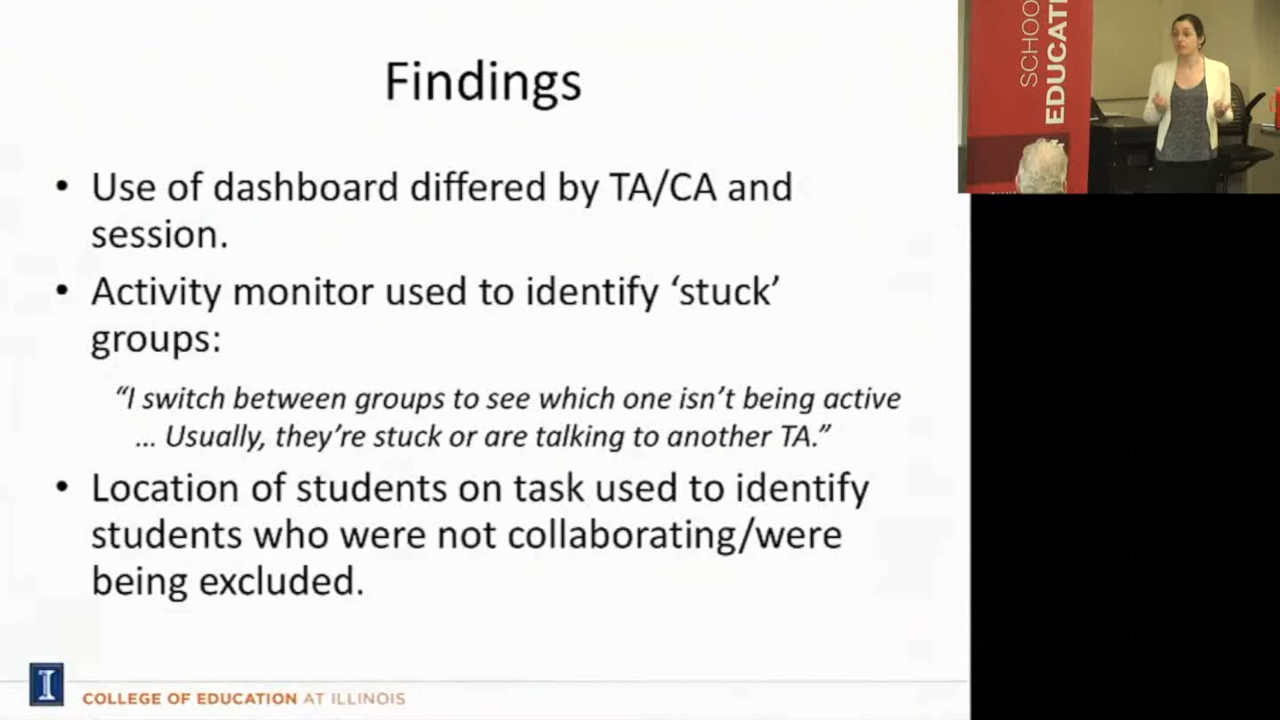 Findings
• Use of dashboard differed by TA/CA and
session.
• Activity monitor used to identify ‘stuck’
groups:
“I switch between groups to see which one isn’t being active
... Usually, they’re stuck or are talking to another TA.”
• Location of students on task used to identify
students who were not collaborating/were
being excluded.
I
COLLEGE OF EDUCATION AT ILLINOIS
SCHOO
EDUCAT